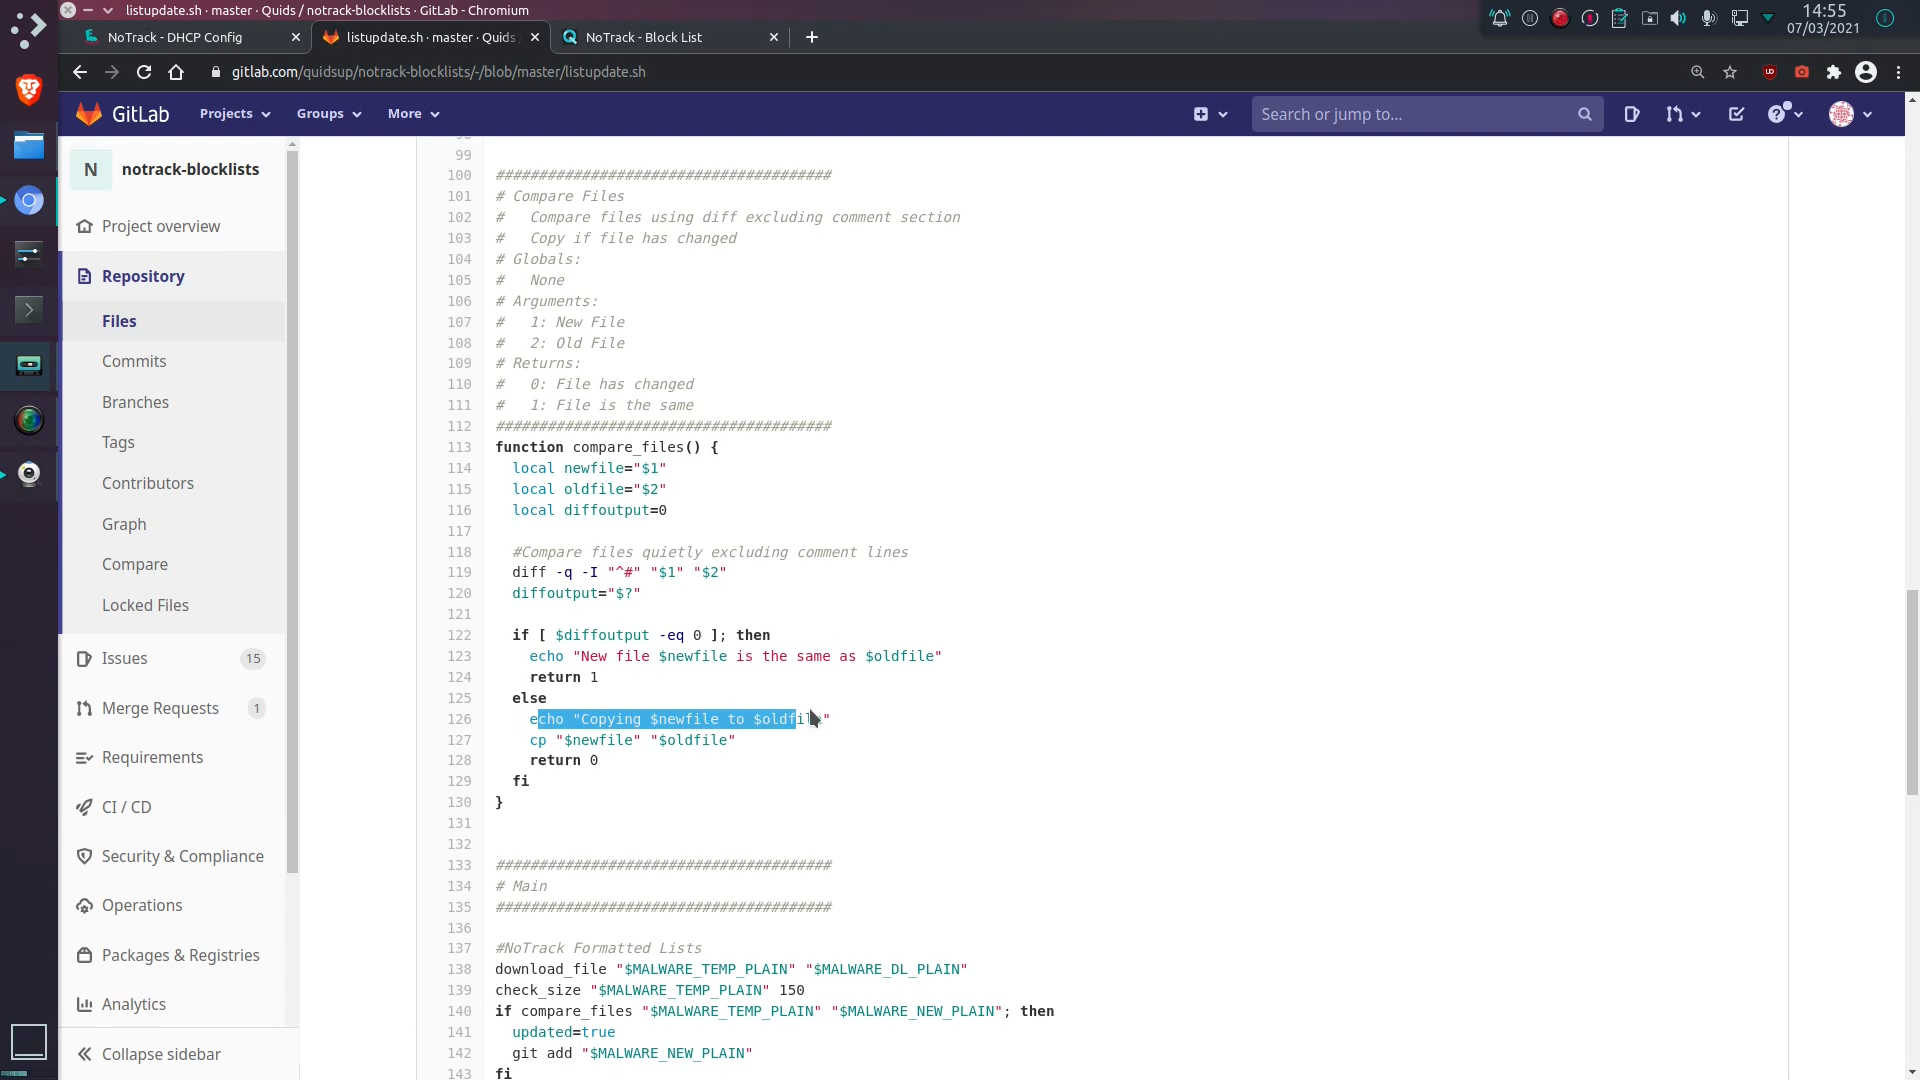 listupdate.sh · master · Quids / notrack-blocklists · GitLab - Chromium
14:55
07/03/2021
NoTrack - DHCP Config
listupdate.sh · master · Quids
NoTrack - Block List
gitlab.com/quidsup/notrack-blocklists/-/blob/master/listupdate.sh
GitLab
Projects
Groups
More
Search or jump to...
N
notrack-blocklists
Project overview
Repository
Files
Commits
Branches
Tags
Contributors
Graph
Compare
Locked Files
Issues 15
Merge Requests 1
Requirements
CI / CD
Security & Compliance
Operations
Packages & Registries
Analytics
Collapse sidebar
99
100 #######################################
101 # Compare Files
102 #   Compare files using diff excluding comment section
103 #   Copy if file has changed
104 # Globals:
105 #   None
106 # Arguments:
107 #   1: New File
108 #   2: Old File
109 # Returns:
110 #   0: File has changed
111 #   1: File is the same
112 #######################################
113 function compare_files() {
114   local newfile="$1"
115   local oldfile="$2"
116   local diffoutput=0
117
118   #Compare files quietly excluding comment lines
119   diff -q -I "^#" "$1" "$2"
120   diffoutput="$?"
121
122   if [ $diffoutput -eq 0 ]; then
123     echo "New file $newfile is the same as $oldfile"
124     return 1
125   else
126     echo "Copying $newfile to $oldfile"
127     cp "$newfile" "$oldfile"
128     return 0
129   fi
130 }
131
132
133 #######################################
134 # Main
135 #######################################
136
137 #NoTrack Formatted Lists
138 download_file "$MALWARE_TEMP_PLAIN" "$MALWARE_DL_PLAIN"
139 check_size "$MALWARE_TEMP_PLAIN" 150
140 if compare_files "$MALWARE_TEMP_PLAIN" "$MALWARE_NEW_PLAIN"; then
141   updated=true
142   git add "$MALWARE_NEW_PLAIN"
143 fi